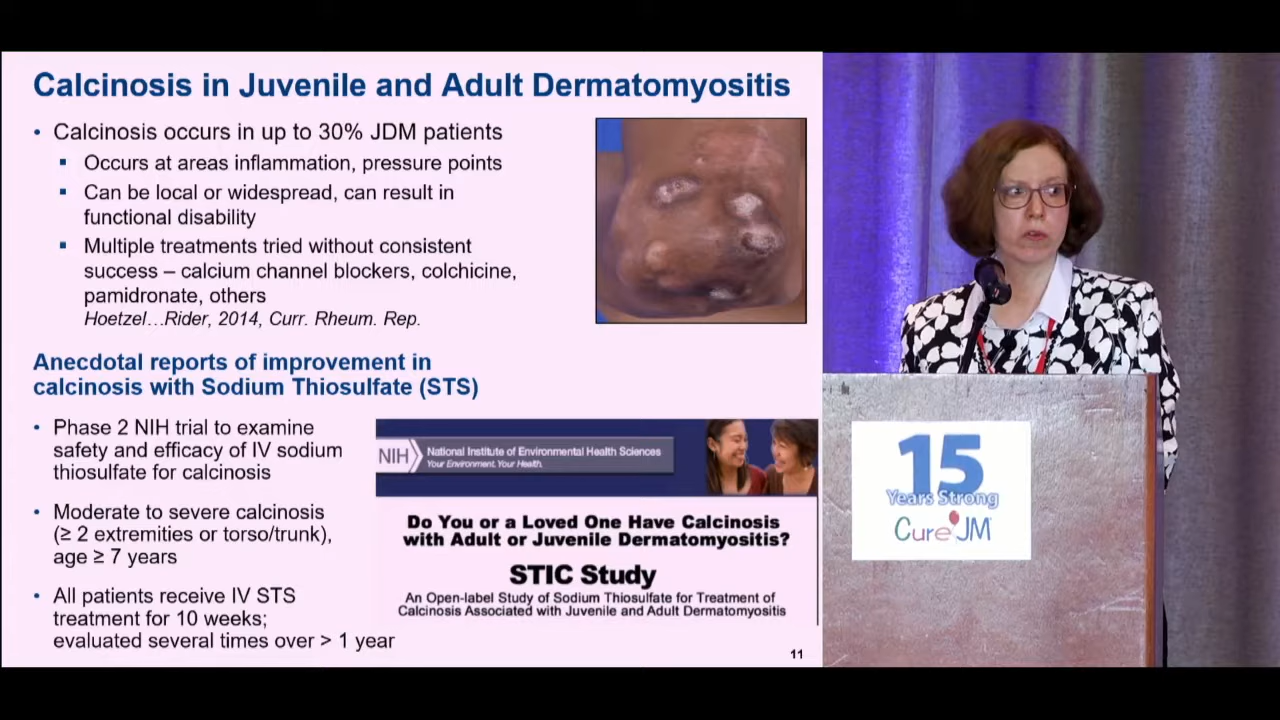 Calcinosis in Juvenile and Adult Dermatomyositis
• Calcinosis occurs in up to 30% JDM patients
▪ Occurs at areas inflammation, pressure points
▪ Can be local or widespread, can result in
functional disability
▪ Multiple treatments tried without consistent
success – calcium channel blockers, colchicine,
pamidronate, others
Hoetzel…Rider, 2014, Curr. Rheum. Rep.
Anecdotal reports of improvement in
calcinosis with Sodium Thiosulfate (STS)
• Phase 2 NIH trial to examine
safety and efficacy of IV sodium
thiosulfate for calcinosis
• Moderate to severe calcinosis
(≥ 2 extremities or torso/trunk),
age ≥ 7 years
• All patients receive IV STS
treatment for 10 weeks;
evaluated several times over > 1 year
NIH
National Institute of Environmental Health Sciences
Your Environment. Your Health.
Do You or a Loved One Have Calcinosis
with Adult or Juvenile Dermatomyositis?
STIC Study
An Open-label Study of Sodium Thiosulfate for Treatment of
Calcinosis Associated with Juvenile and Adult Dermatomyositis
11
15
Years Strong
Cure JM